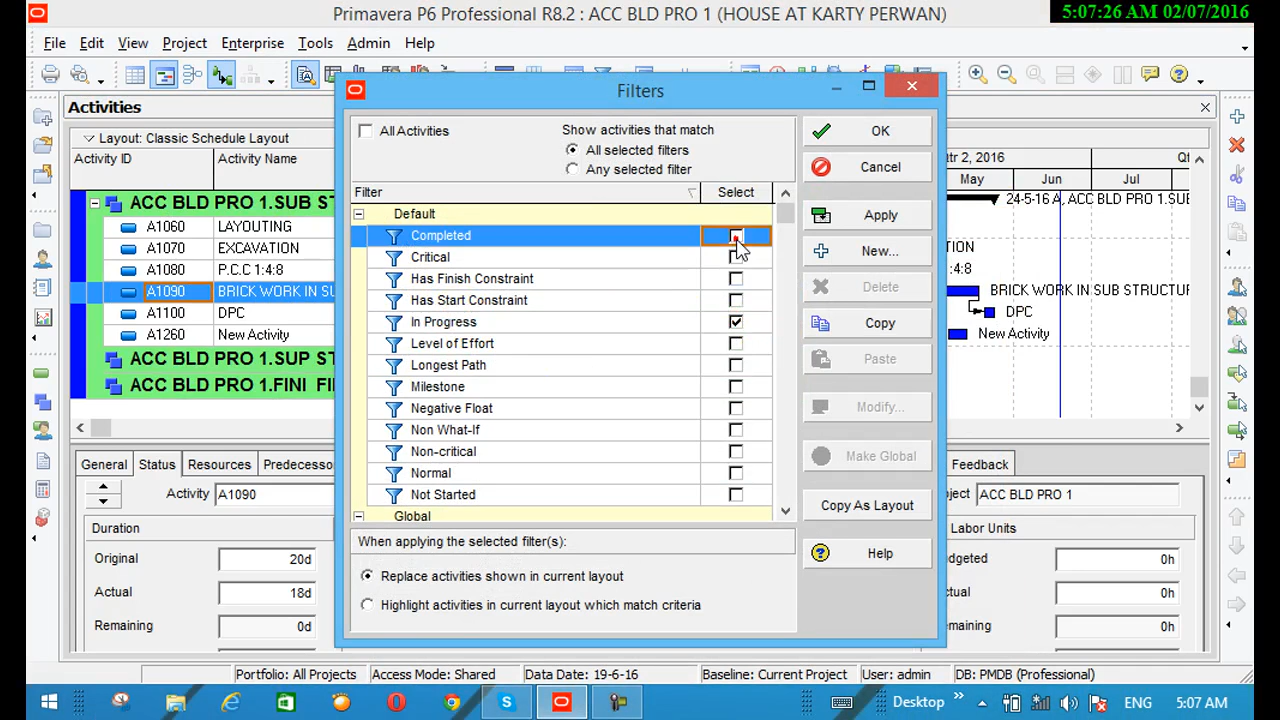 Primavera P6 Professional R8.2 : ACC BLD PRO 1 (HOUSE AT KARTY PERWAN)
5:07:26 AM 02/07/2016
File Edit View Project Enterprise Tools Admin Help
Activities
Layout: Classic Schedule Layout
Activity ID Activity Name
ACC BLD PRO 1.SUB ST
A1060 LAYOUTING
A1070 EXCAVATION
A1080 P.C.C 1:4:8
A1090 BRICK WORK IN SU
A1100 DPC
A1260 New Activity
ACC BLD PRO 1.SUP ST
ACC BLD PRO 1.FINI FI
Filters
All Activities
Show activities that match
All selected filters
Any selected filter
Filter Select
Default
Completed
Critical
Has Finish Constraint
Has Start Constraint
In Progress
Level of Effort
Longest Path
Milestone
Negative Float
Non What-If
Non-critical
Normal
Not Started
Global
When applying the selected filter(s):
Replace activities shown in current layout
Highlight activities in current layout which match criteria
OK
Cancel
Apply
New...
Delete
Copy
Paste
Modify...
Make Global
Copy As Layout
Help
Qtr 2, 2016
May Jun Jul
24-5-16 A, ACC BLD PRO 1.SUB
TION
:4:8
BRICK WORK IN SUB STRUCTUR
DPC
New Activity
General Status Resources Predecesso
Feedback
Activity A1090
oject ACC BLD PRO 1
Duration
Original 20d
Actual 18d
Remaining 0d
Labor Units
udgeted 0h
ctual 0h
emaining 0h
Portfolio: All Projects Access Mode: Shared Data Date: 19-6-16 Baseline: Current Project User: admin DB: PMDB (Professional)
Desktop ENG 5:07 AM